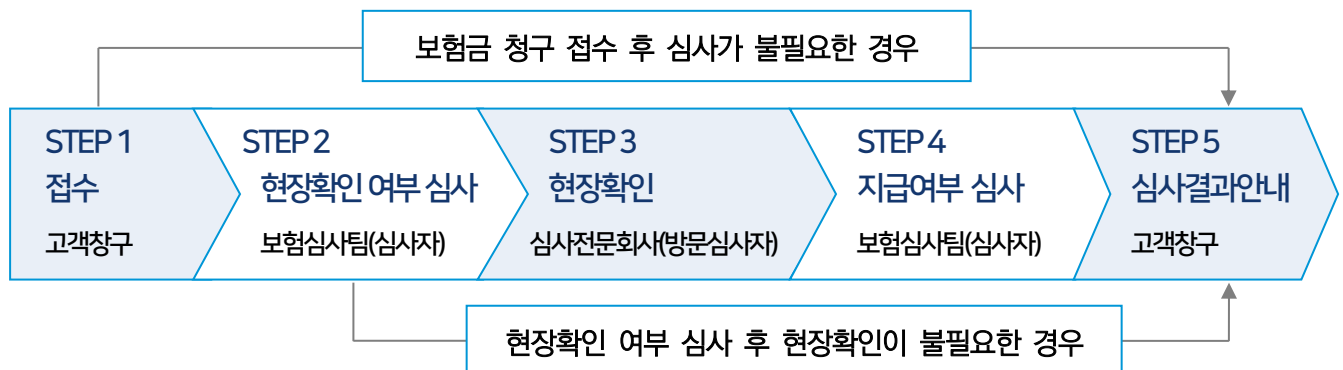 보험금 청구 접수 후 심사가 불필요한 경우
STEP 1
접수
고객창구
STEP 2
현장확인 여부 심사
보험심사팀(심사자)
STEP 3
현장확인
심사전문회사(방문심사자)
STEP 4
지급여부 심사
보험심사팀(심사자)
STEP 5
심사결과안내
고객창구
현장확인 여부 심사 후 현장확인이 불필요한 경우